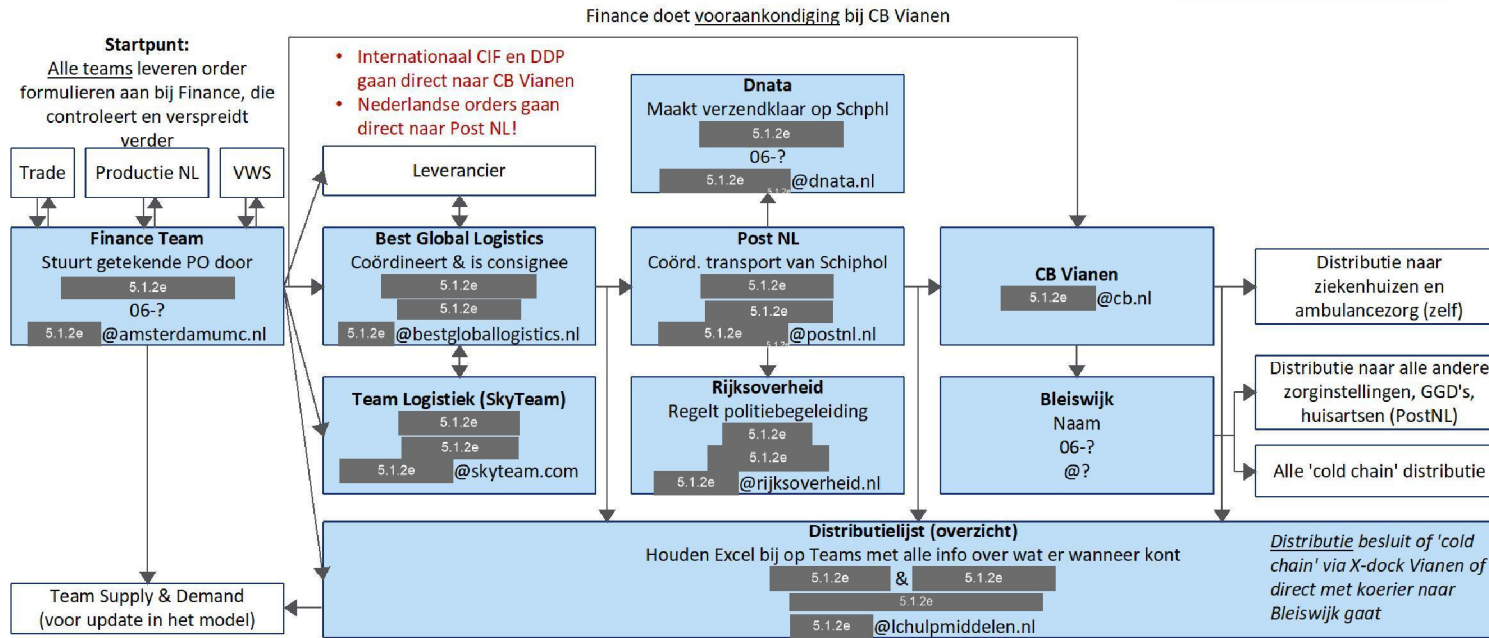 Finance doet vooraankondiging bij CB Vianen
Startpunt:
Alle teams leveren order
formulieren aan bij Finance, die
controleert en verspreidt
verder
• Internationaal CIF en DDP
gaan direct naar CB Vianen
• Nederlandse orders gaan
direct naar Post NL!
Trade
Productie NL
VWS
Leverancier
Dnata
Maakt verzendklaar op Schphl
5.1.2e
06-?
5.1.2e @dnata.nl
5.1.2e
Finance Team
Stuurt getekende PO door
5.1.2e
06-?
5.1.2e @amsterdamumc.nl
Best Global Logistics
Coördineert & is consignee
5.1.2e
5.1.2e
5.1.2e @bestgloballogistics.nl
Post NL
Coörd. transport van Schiphol
5.1.2e
5.1.2e
5.1.2e @postnl.nl
5.1.2e
CB Vianen
5.1.2e @cb.nl
Distributie naar
ziekenhuizen en
ambulancezorg (zelf)
Team Logistiek (SkyTeam)
5.1.2e
5.1.2e
5.1.2e @skyteam.com
Rijksoverheid
Regelt politiebegeleiding
5.1.2e
5.1.2e
5.1.2e @rijksoverheid.nl
Bleiswijk
Naam
06-?
@?
Distributie naar alle andere
zorginstellingen, GGD's,
huisartsen (PostNL)
Alle 'cold chain' distributie
Team Supply & Demand
(voor update in het model)
Distributielijst (overzicht)
Houden Excel bij op Teams met alle info over wat er wanneer kont
5.1.2e & 5.1.2e
5.1.2e
5.1.2e @lchulpmiddelen.nl
Distributie besluit of 'cold
chain' via X-dock Vianen of
direct met koerier naar
Bleiswijk gaat